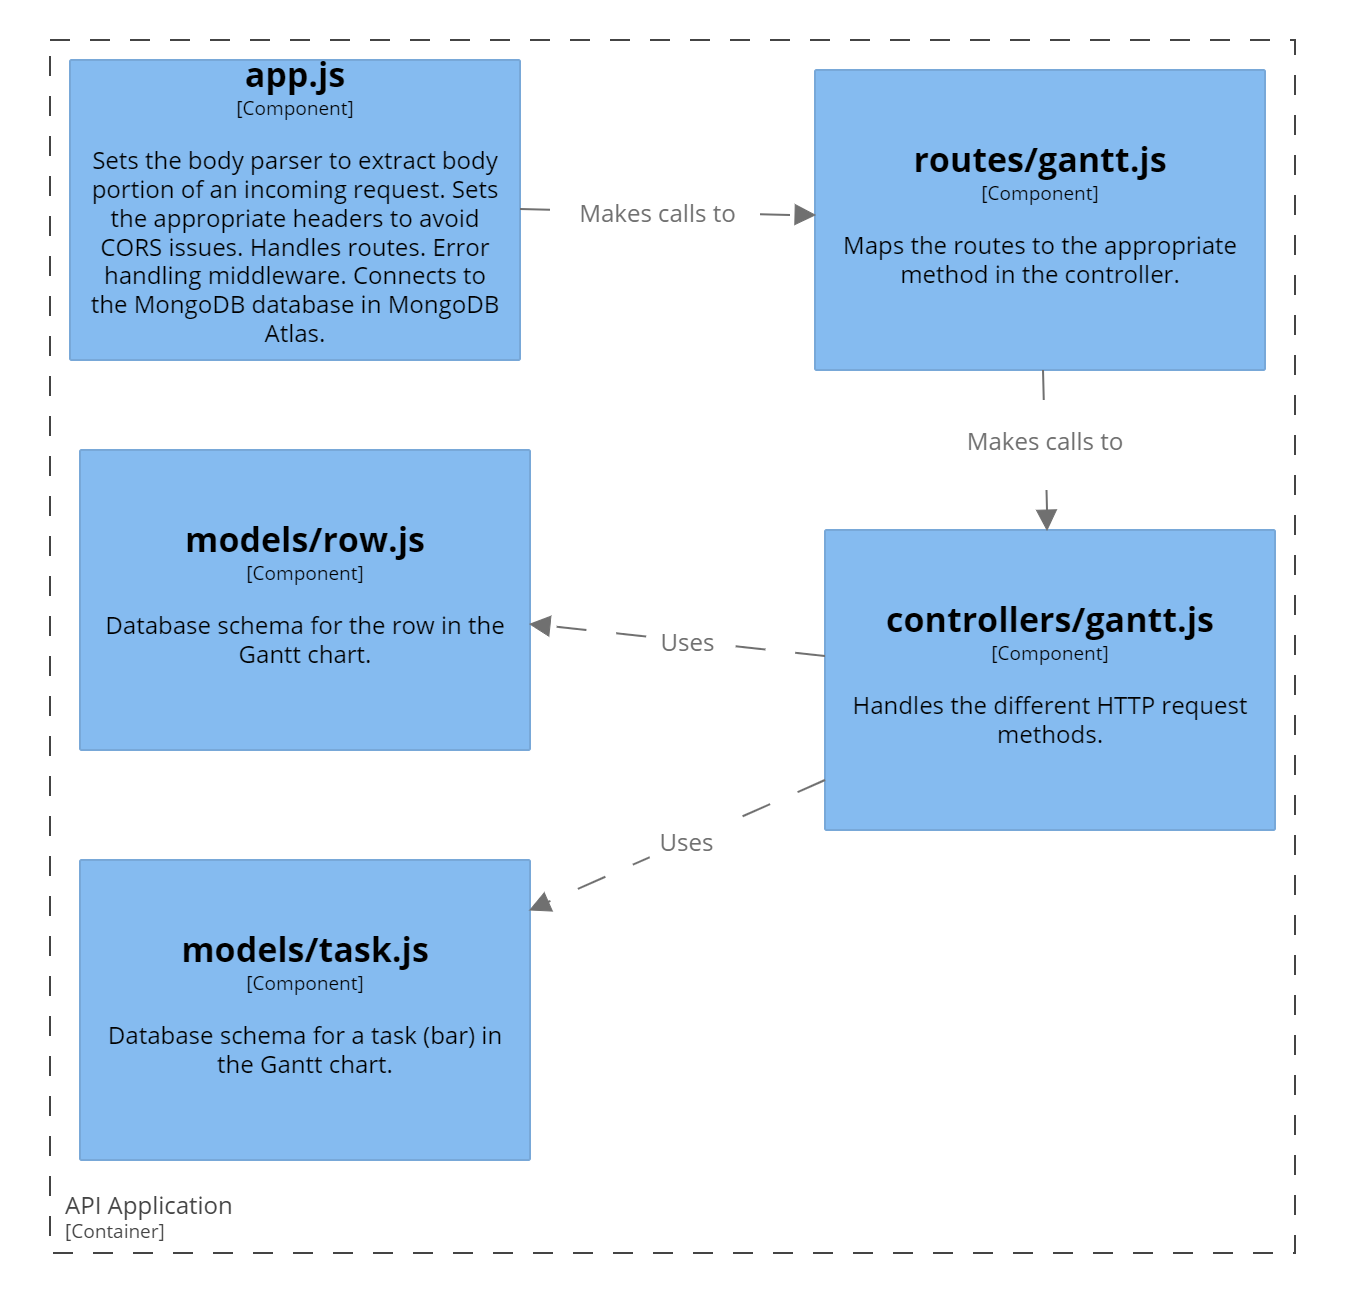 app.js
[Component]
Sets the body parser to extract body
portion of an incoming request. Sets
the appropriate headers to avoid
CORS issues. Handles routes. Error
handling middleware. Connects to
the MongoDB database in MongoDB
Atlas.
Makes calls to
routes/gantt.js
[Component]
Maps the routes to the appropriate
method in the controller.
Makes calls to
models/row.js
[Component]
Database schema for the row in the
Gantt chart.
Uses
controllers/gantt.js
[Component]
Handles the different HTTP request
methods.
Uses
models/task.js
[Component]
Database schema for a task (bar) in
the Gantt chart.
API Application
[Container]